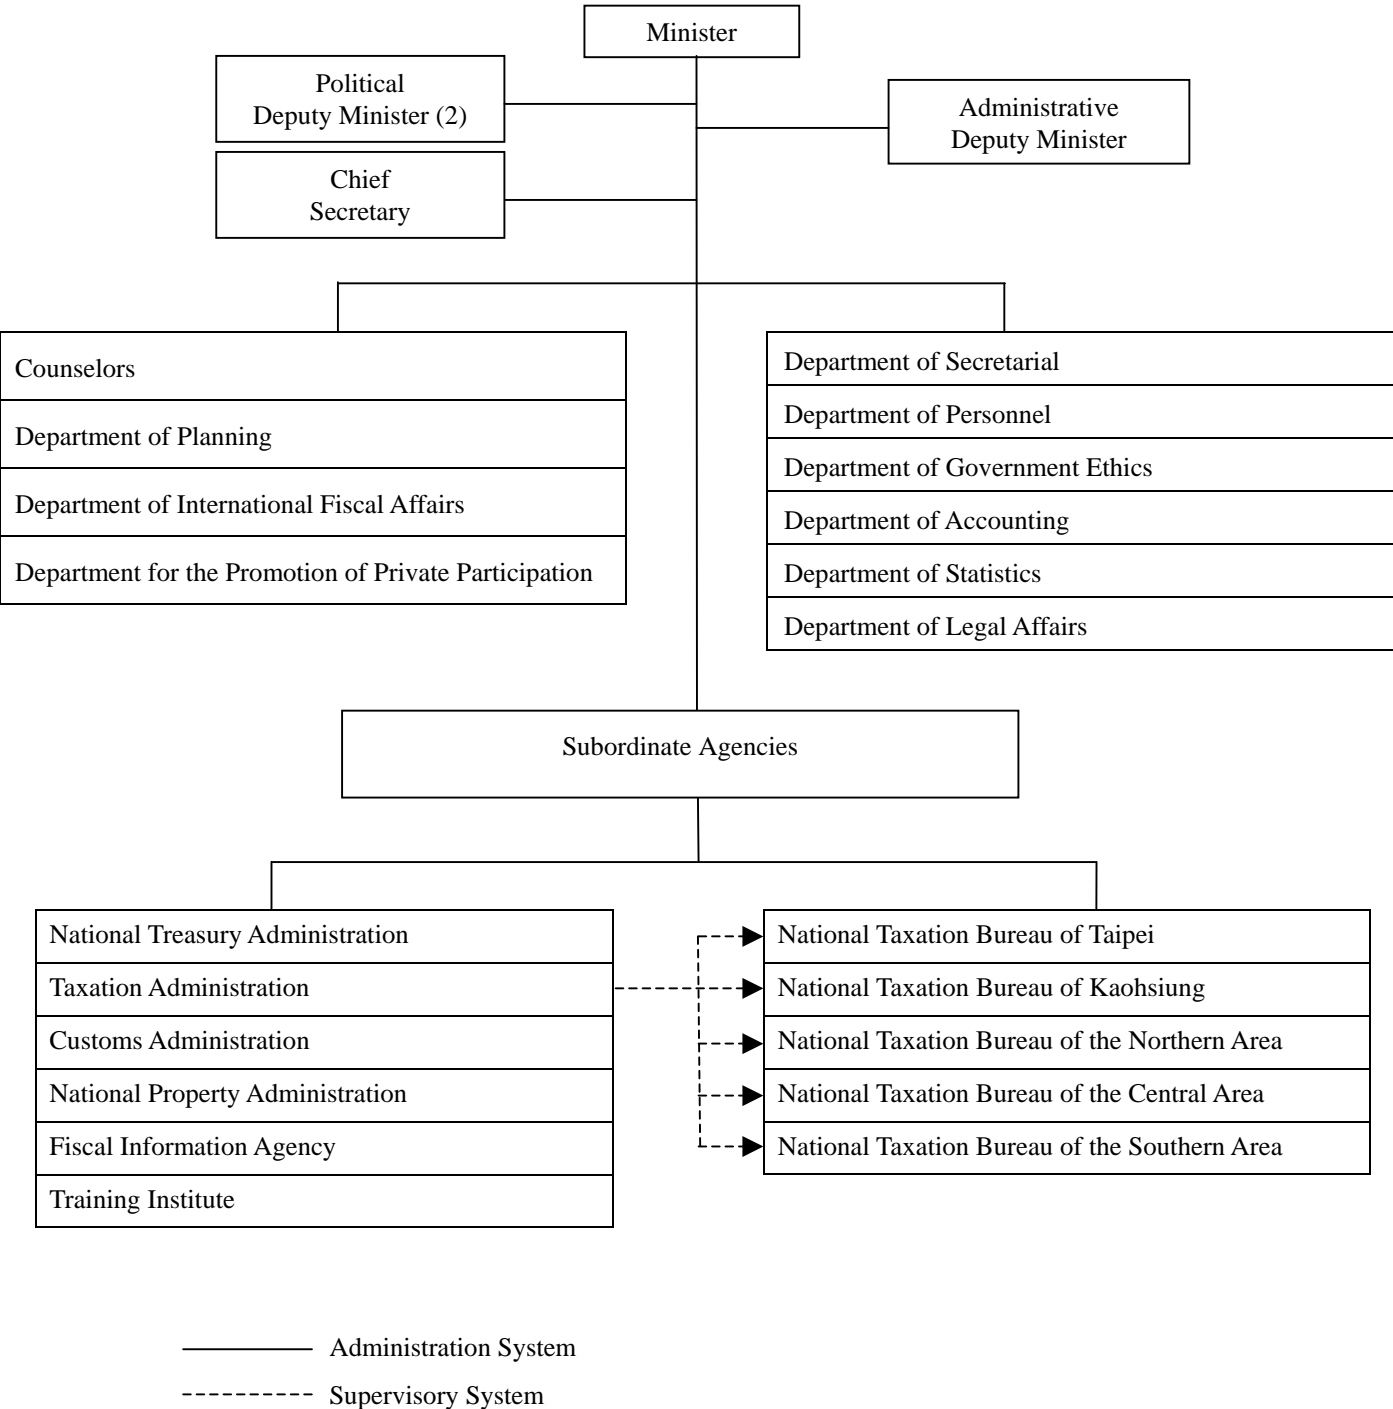 Minister
Political
Deputy Minister (2)
Administrative
Deputy Minister
Chief
Secretary
Counselors
Department of Planning
Department of International Fiscal Affairs
Department for the Promotion of Private Participation
Department of Secretarial
Department of Personnel
Department of Government Ethics
Department of Accounting
Department of Statistics
Department of Legal Affairs
Subordinate Agencies
National Treasury Administration
Taxation Administration
Customs Administration
National Property Administration
Fiscal Information Agency
Training Institute
National Taxation Bureau of Taipei
National Taxation Bureau of Kaohsiung
National Taxation Bureau of the Northern Area
National Taxation Bureau of the Central Area
National Taxation Bureau of the Southern Area
Administration System
Supervisory System